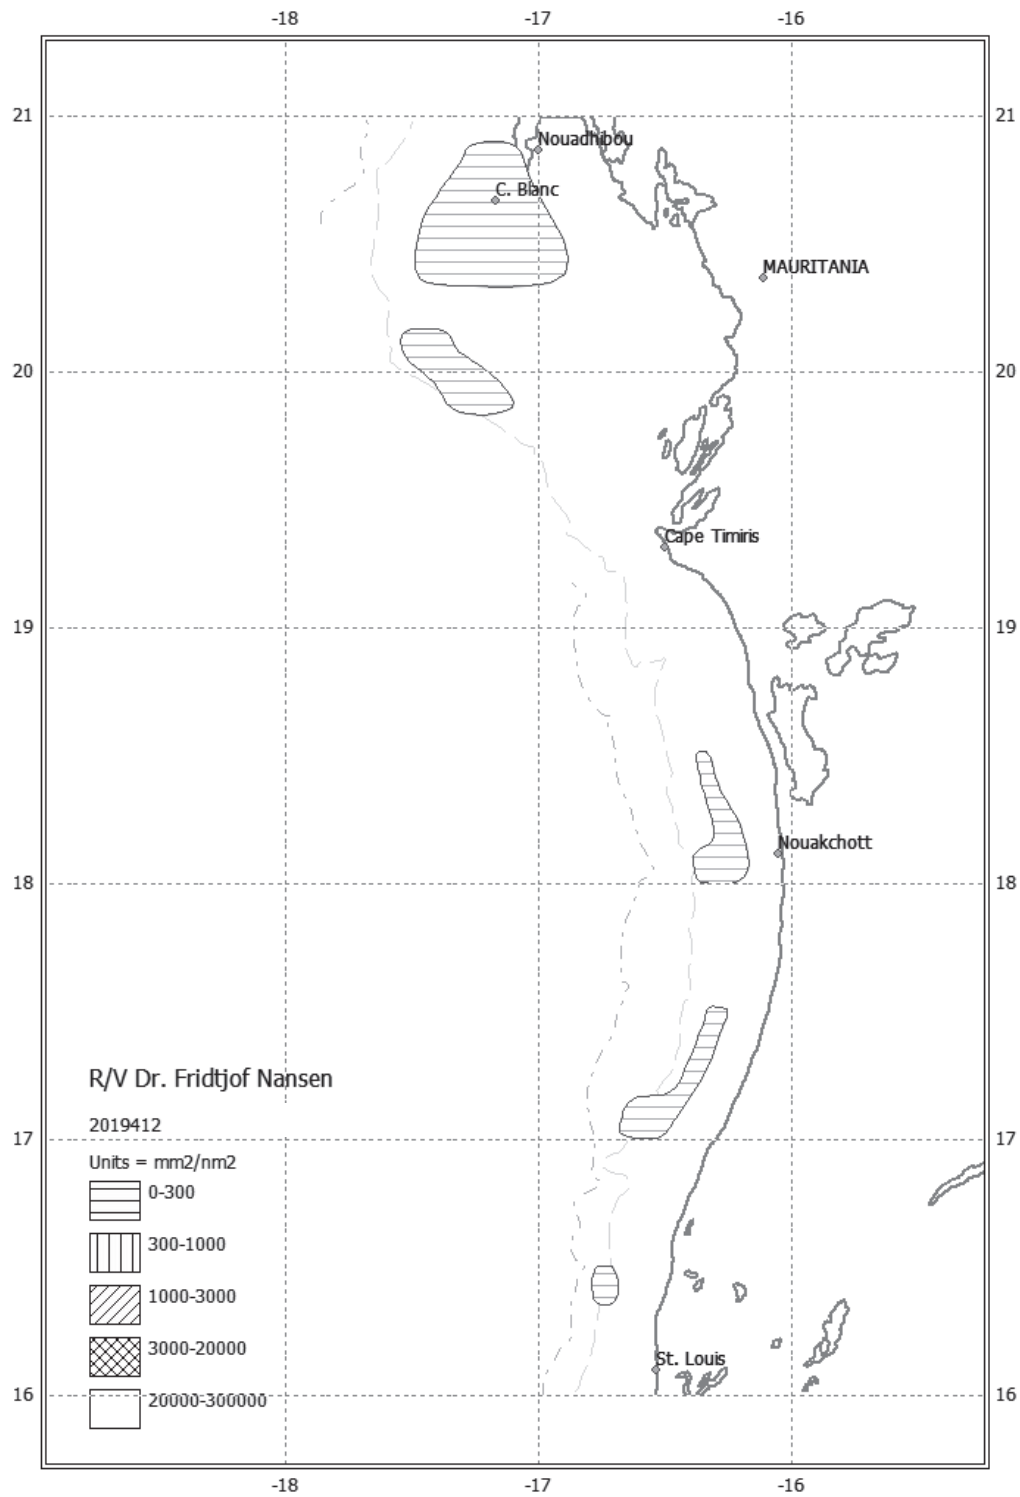 -18 -17 -16
21 21
Nouadhibou
C. Blanc
MAURITANIA
20 20
Cape Timiris
19 19
Nouakchott
18 18
R/V Dr. Fridtjof Nansen
2019412
17 17
Units = mm2/nm2
0-300
300-1000
1000-3000
3000-20000
St. Louis
16 16
20000-300000
-18 -17 -16